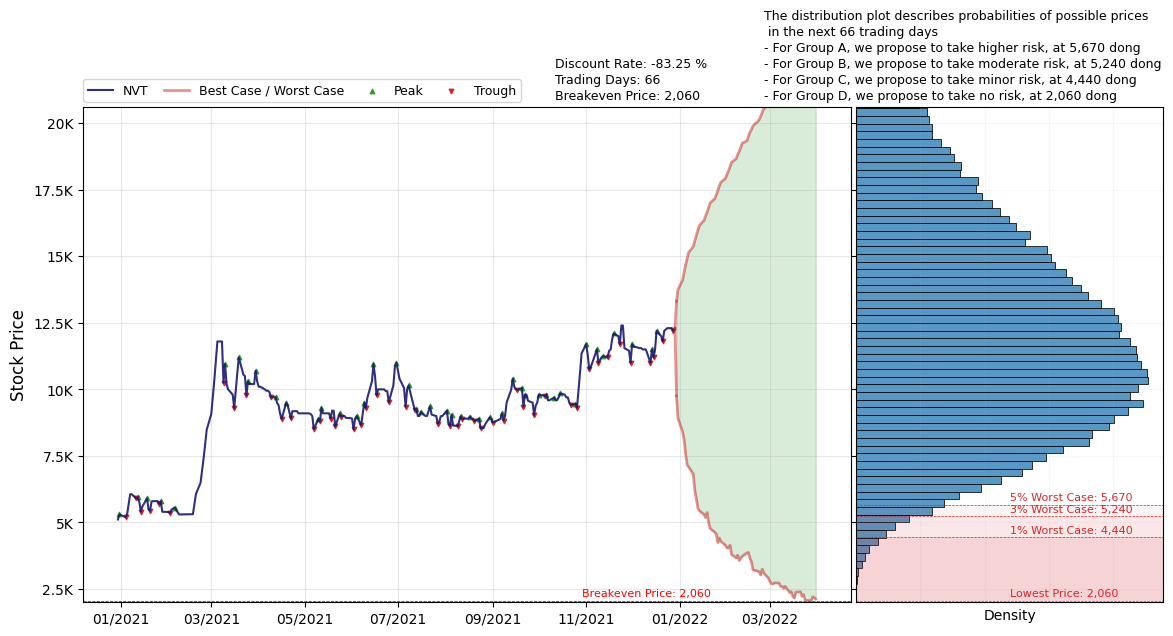 The distribution plot describes probabilities of possible prices
in the next 66 trading days
- For Group A, we propose to take higher risk, at 5,670 dong
- For Group B, we propose to take moderate risk, at 5,240 dong
- For Group C, we propose to take minor risk, at 4,440 dong
- For Group D, we propose to take no risk, at 2,060 dong
Discount Rate: -83.25 %
Trading Days: 66
Breakeven Price: 2,060
NVT
Best Case / Worst Case
Peak
Trough
Stock Price
20K
17.5K
15K
12.5K
10K
7.5K
5K
2.5K
01/2021
03/2021
05/2021
07/2021
09/2021
11/2021
01/2022
03/2022
Breakeven Price: 2,060
5% Worst Case: 5,670
3% Worst Case: 5,240
1% Worst Case: 4,440
Lowest Price: 2,060
Density